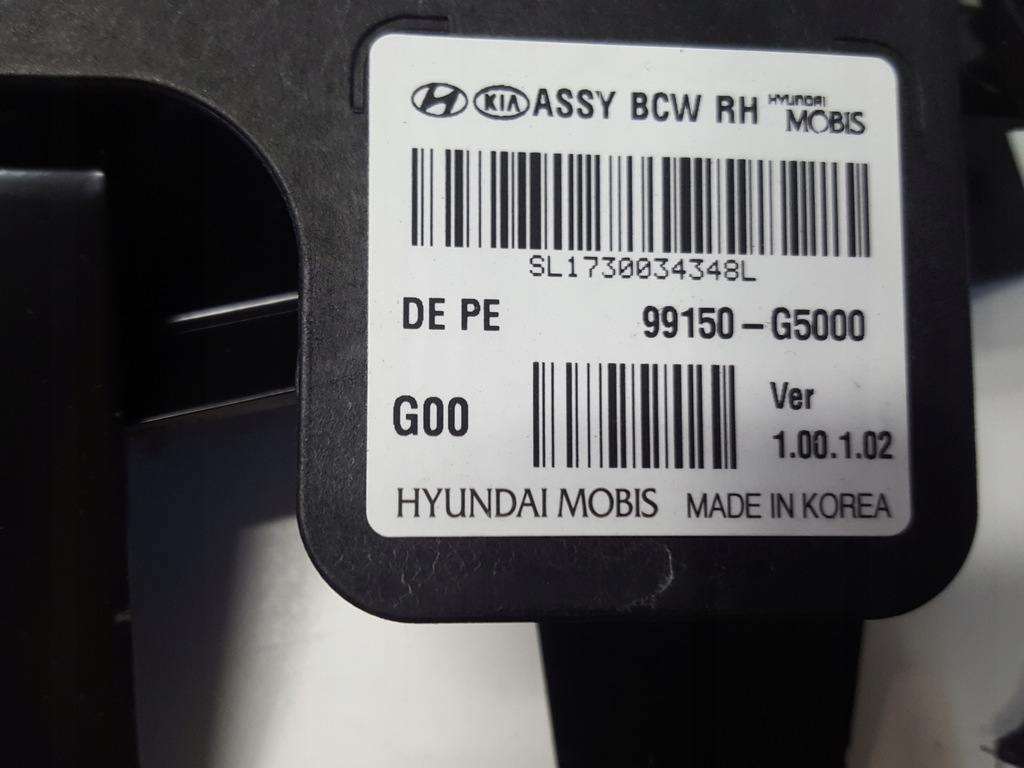 KIA ASSY BCW RH HYUNDAI MOBIS
SL1730034348L
DE PE 99150-G5000
G00 Ver 1.00.1.02
HYUNDAI MOBIS MADE IN KOREA